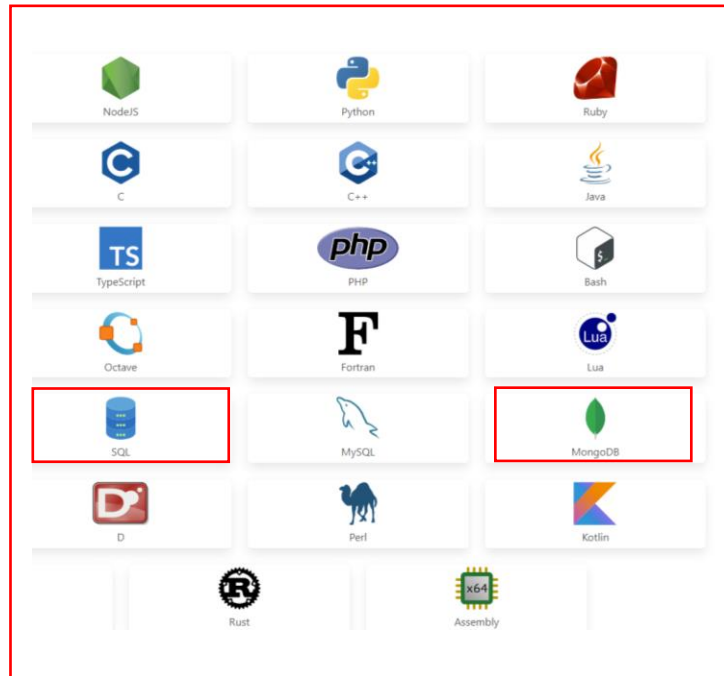 NodeJS
Python
Ruby
C
C
C++
C++
Java
Java
TS
TypeScript
php
PHP
$_
Bash
Octave
F
Fortran
Lua
Lua
SQL
MySQL
MongoDB
D
D
Perl
Kotlin
R
Rust
x64
Assembly